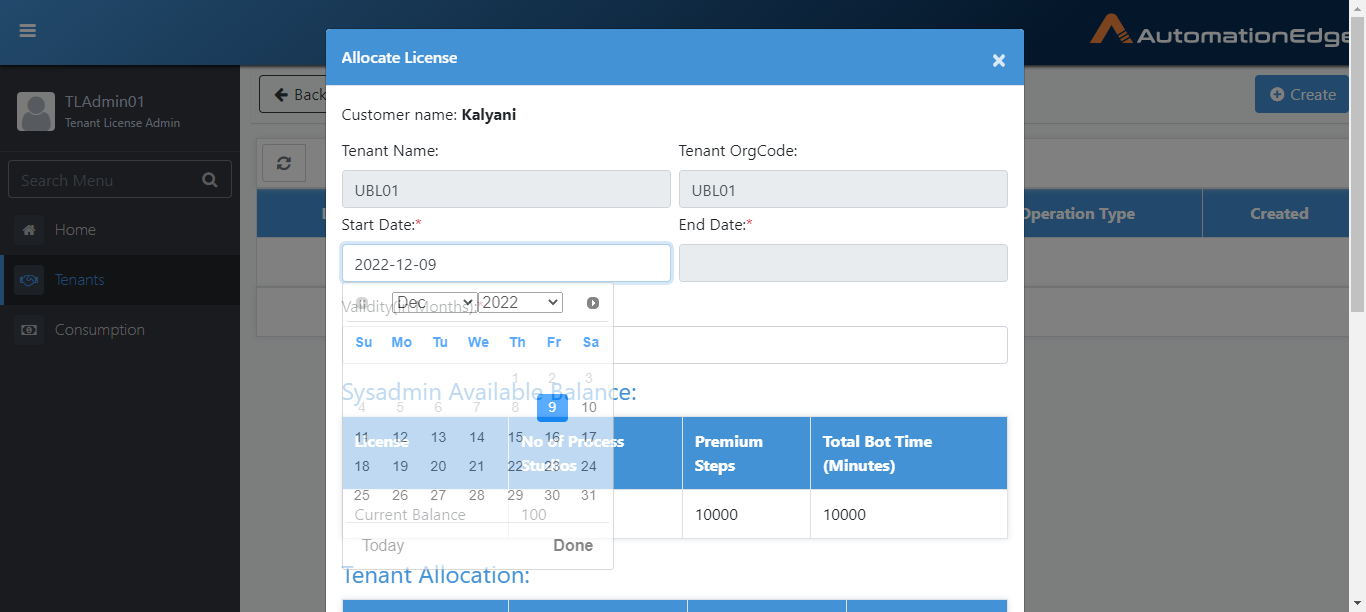 AutomationEdge
Allocate License
×
TLAdmin01
Tenant License Admin
Back
Create
Customer name: Kalyani
Tenant Name:
Tenant OrgCode:
Search Menu
UBL01
UBL01
Operation Type
Created
Start Date:*
End Date:*
Home
2022-12-09
Tenants
Validity(In Months):*
Dec
2022
Consumption
Su Mo Tu We Th Fr Sa
1 2 3
Sysadmin Available Balance:
4 5 6 7 8 9 10
11 12 13 14 15 16 17
License
No of Process Studios
Premium Steps
Total Bot Time (Minutes)
18 19 20 21 22 23 24
25 26 27 28 29 30 31
Current Balance
100
10000
10000
Today
Done
Tenant Allocation: